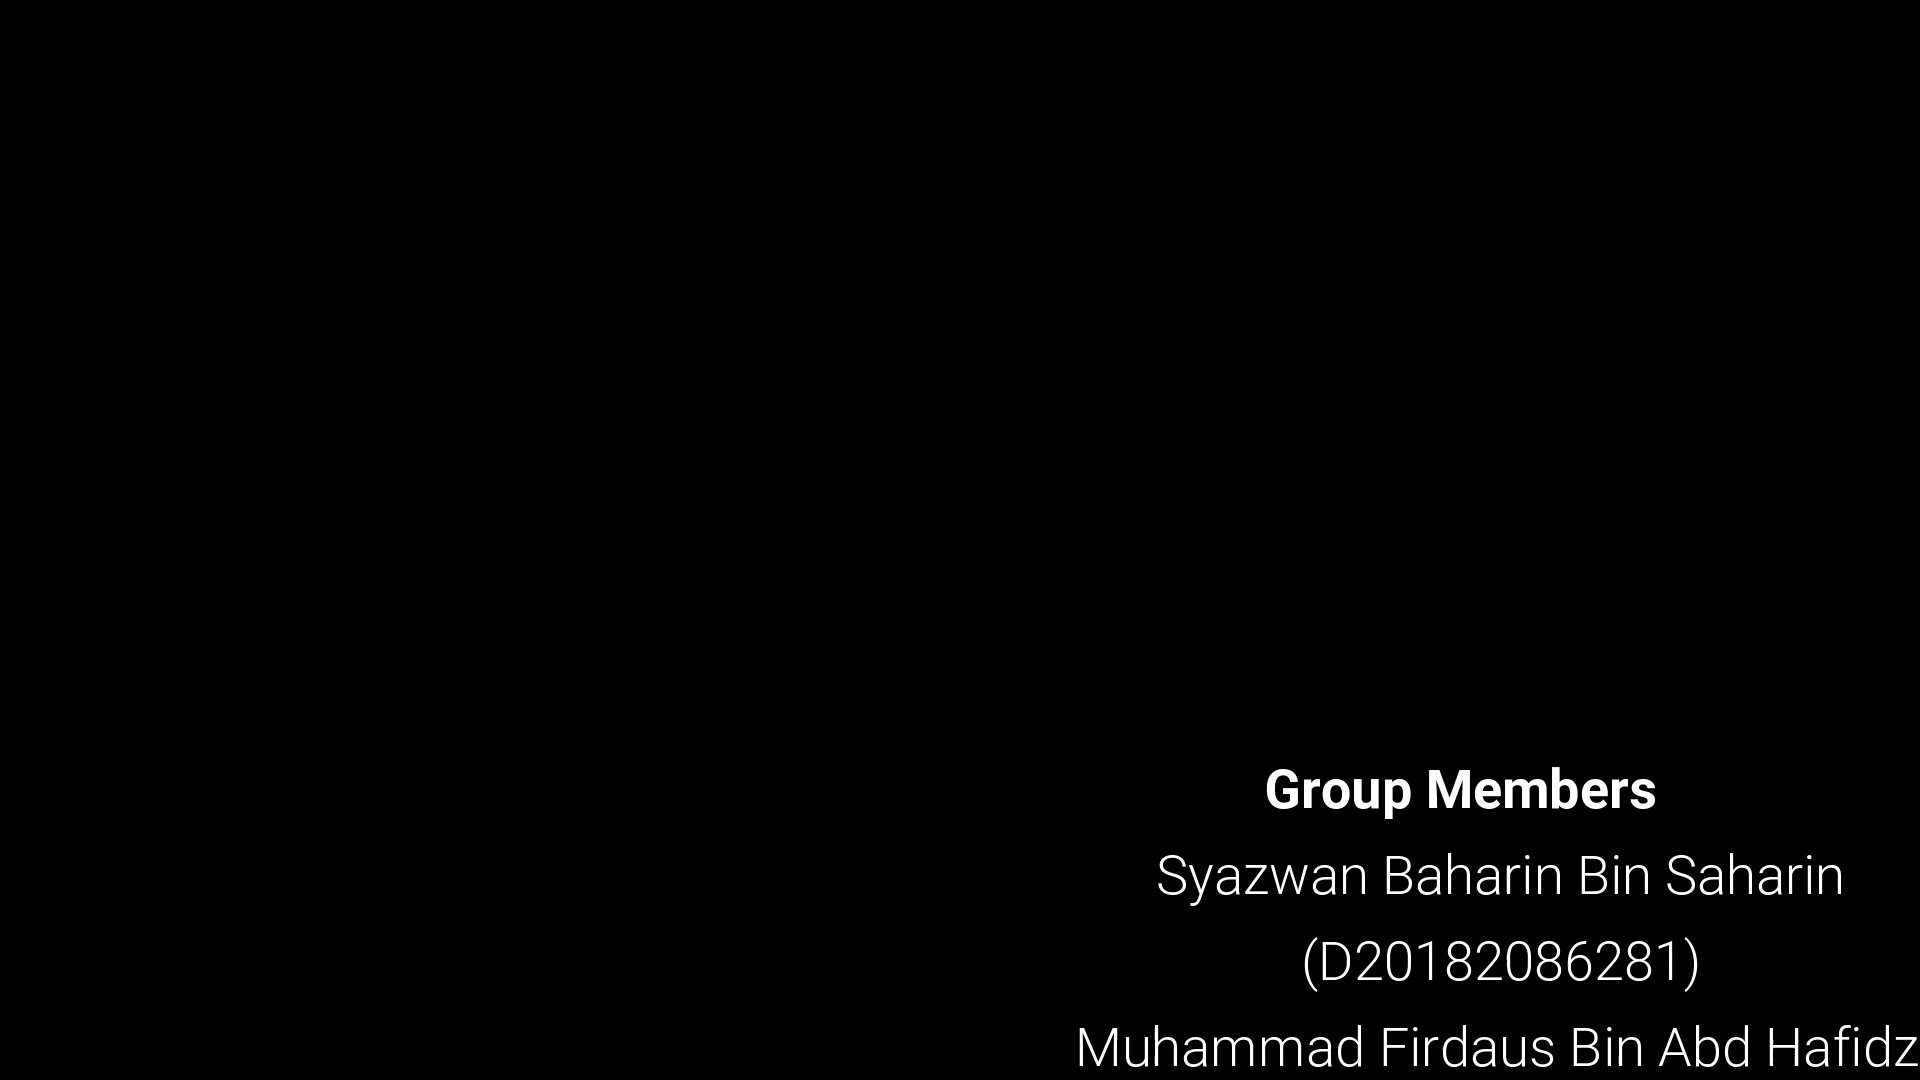 Group Members
Syazwan Baharin Bin Saharin
(D20182086281)
Muhammad Firdaus Bin Abd Hafidz